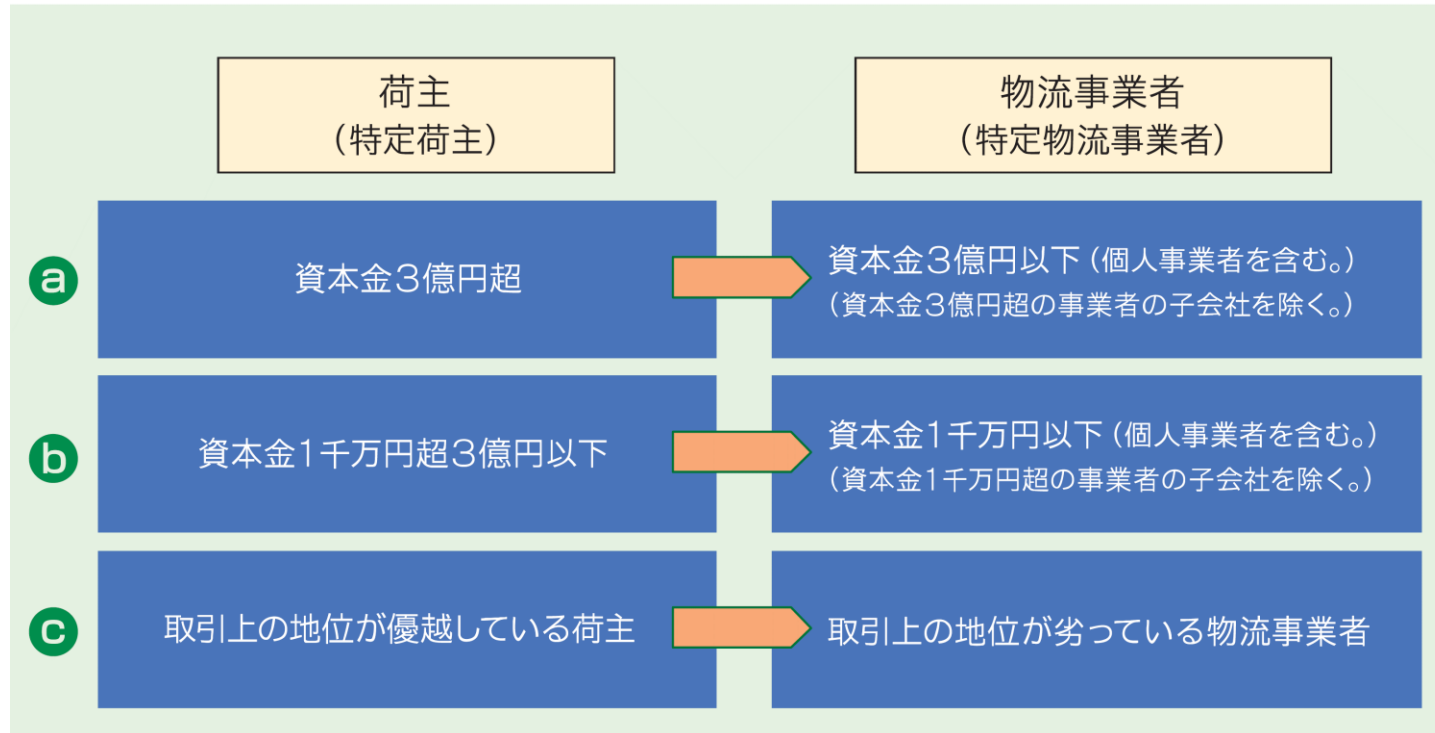 荷主
（特定荷主）
物流事業者
（特定物流事業者）
a
資本金3億円超
資本金3億円以下（個人事業者を含む。）
（資本金3億円超の事業者の子会社を除く。）
b
資本金1千万円超3億円以下
資本金1千万円以下（個人事業者を含む。）
（資本金1千万円超の事業者の子会社を除く。）
c
取引上の地位が優越している荷主
取引上の地位が劣っている物流事業者